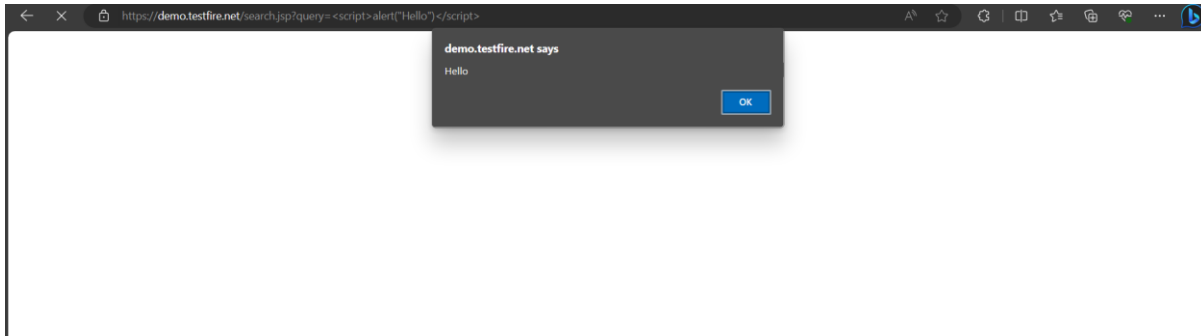 https://demo.testfire.net/search.jsp?query=<script>alert("Hello")</script>
demo.testfire.net says
Hello
OK